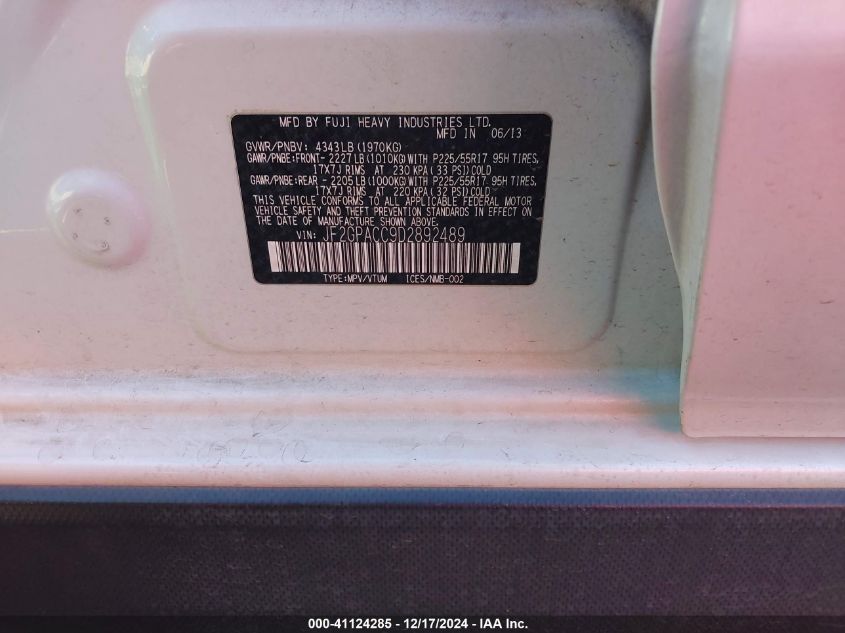 MFD BY FUJI HEAVY INDUSTRIES LTD.
MFD IN 06/13
GVWR/PNBV: 4343LB (1970KG)
GAWR/PNBE:FRONT- 2227LB (1010KG) WITH P225/55R17 95H TIRES,
17X7J RIMS AT 230 KPA (33 PSI) COLD
GAWR/PNBE:REAR - 2205LB (1000KG) WITH P225/55R17 95H TIRES,
17X7J RIMS AT 220 KPA (32 PSI) COLD
THIS VEHICLE CONFORMS TO ALL APPLICABLE FEDERAL MOTOR
VEHICLE SAFETY AND THEFT PREVENTION STANDARDS IN EFFECT ON
THE DATE OF MANUFACTURE SHOWN ABOVE.
VIN: JF2GPACC9D2892489
TYPE:MPV/VTUM ICES/NMB-002
000-41124285 - 12/17/2024 - IAA Inc.